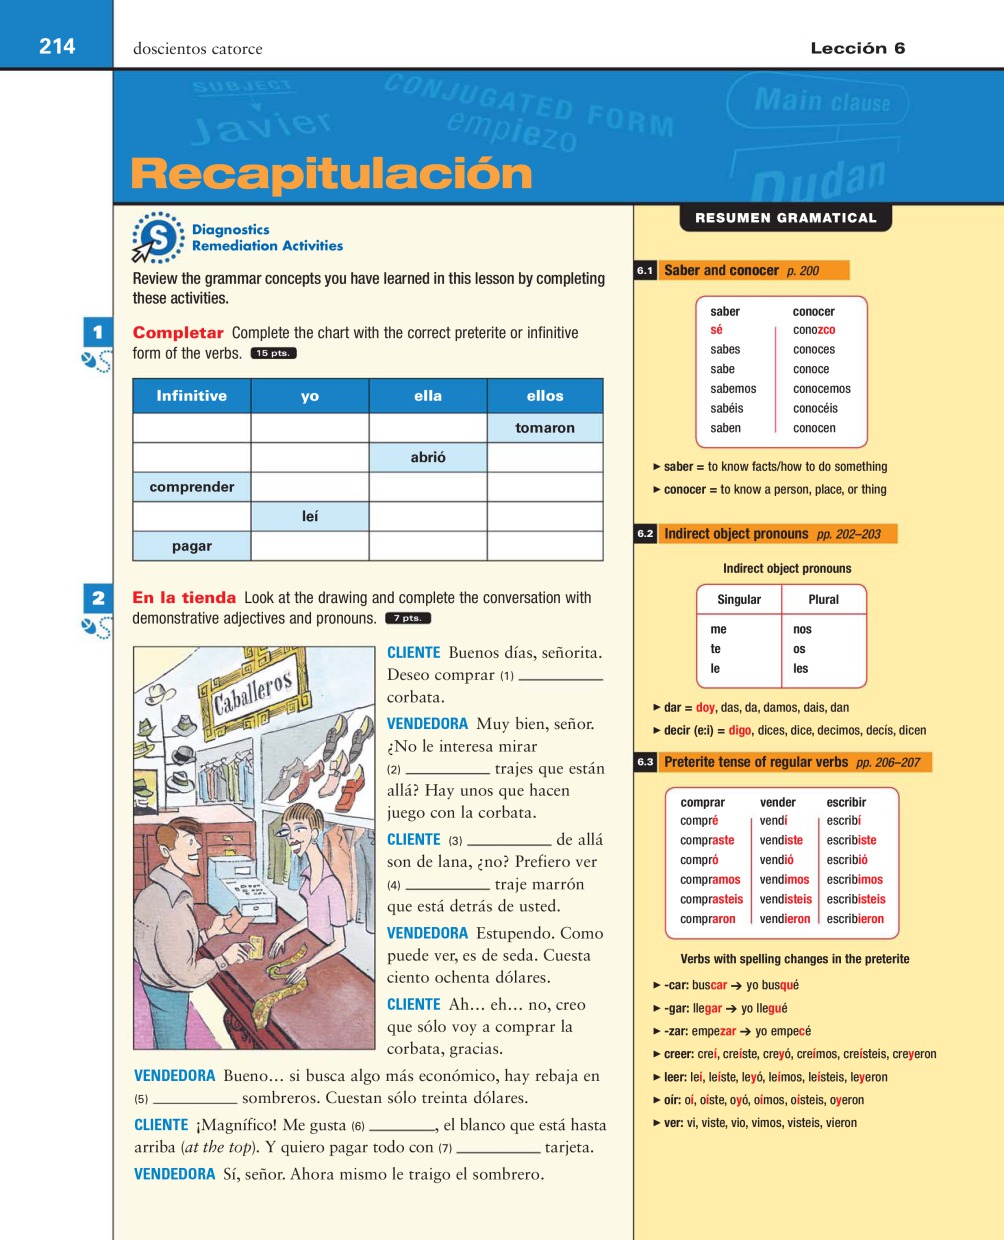 214
doscientos catorce
Lección 6
SUBJECT
Javier
CONJUGATED FORM
empiezo
Main clause
Dudan
Recapitulación
S
Diagnostics
Remediation Activities
Review the grammar concepts you have learned in this lesson by completing
these activities.
1
Completar Complete the chart with the correct preterite or infinitive
form of the verbs. 15 pts.
Infinitive yo ella ellos
tomaron
abrió
comprender
leí
pagar
2
En la tienda Look at the drawing and complete the conversation with
demonstrative adjectives and pronouns. 7 pts.
Caballeros
CLIENTE Buenos días, señorita.
Deseo comprar (1) ________
corbata.
VENDEDORA Muy bien, señor.
¿No le interesa mirar
(2) ________ trajes que están
allá? Hay unos que hacen
juego con la corbata.
CLIENTE (3) ________ de allá
son de lana, ¿no? Prefiero ver
(4) ________ traje marrón
que está detrás de usted.
VENDEDORA Estupendo. Como
puede ver, es de seda. Cuesta
ciento ochenta dólares.
CLIENTE Ah… eh… no, creo
que sólo voy a comprar la
corbata, gracias.
VENDEDORA Bueno… si busca algo más económico, hay rebaja en
(5) ________ sombreros. Cuestan sólo treinta dólares.
CLIENTE ¡Magnífico! Me gusta (6) ________, el blanco que está hasta
arriba (at the top). Y quiero pagar todo con (7) ________ tarjeta.
VENDEDORA Sí, señor. Ahora mismo le traigo el sombrero.
RESUMEN GRAMATICAL
6.1 Saber and conocer p. 200
saber conocer
sé conozco
sabes conoces
sabe conoce
sabemos conocemos
sabéis conocéis
saben conocen
► saber = to know facts/how to do something
► conocer = to know a person, place, or thing
6.2 Indirect object pronouns pp. 202–203
Indirect object pronouns
Singular Plural
me nos
te os
le les
► dar = doy, das, da, damos, dais, dan
► decir (e:i) = digo, dices, dice, decimos, decís, dicen
6.3 Preterite tense of regular verbs pp. 206–207
comprar vender escribir
compré vendí escribí
compraste vendiste escribiste
compró vendió escribió
compramos vendimos escribimos
comprasteis vendisteis escribisteis
compraron vendieron escribieron
Verbs with spelling changes in the preterite
► -car: buscar → yo busqué
► -gar: llegar → yo llegué
► -zar: empezar → yo empecé
► creer: creí, creíste, creyó, creímos, creísteis, creyeron
► leer: leí, leíste, leyó, leímos, leísteis, leyeron
► oír: oí, oíste, oyó, oímos, oísteis, oyeron
► ver: vi, viste, vio, vimos, visteis, vieron